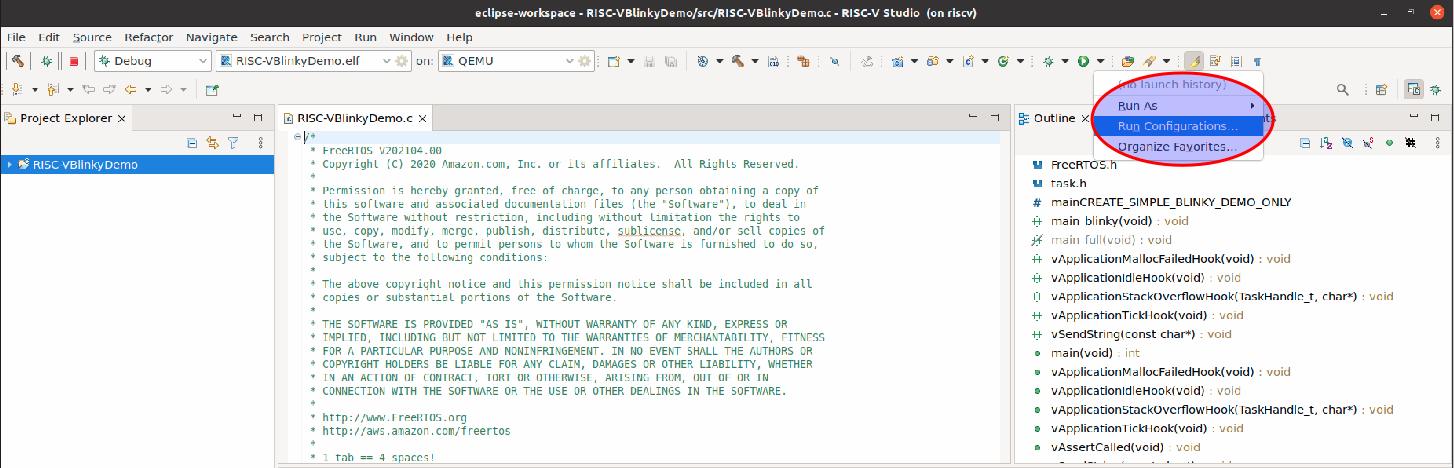 eclipse-workspace - RISC-VBlinkyDemo/src/RISC-VBlinkyDemo.c - RISC-V Studio (on riscv)
File Edit Source Refactor Navigate Search Project Run Window Help
Debug RISC-VBlinkyDemo.elf on: QEMU
(no launch history)
Run As
Run Configurations...
Organize Favorites...
Project Explorer
RISC-VBlinkyDemo
RISC-VBlinkyDemo.c
/*
* FreeRTOS V202104.00
* Copyright (C) 2020 Amazon.com, Inc. or its affiliates.  All Rights Reserved.
*
* Permission is hereby granted, free of charge, to any person obtaining a copy of
* this software and associated documentation files (the "Software"), to deal in
* the Software without restriction, including without limitation the rights to
* use, copy, modify, merge, publish, distribute, sublicense, and/or sell copies of
* the Software, and to permit persons to whom the Software is furnished to do so,
* subject to the following conditions:
*
* The above copyright notice and this permission notice shall be included in all
* copies or substantial portions of the Software.
*
* THE SOFTWARE IS PROVIDED "AS IS", WITHOUT WARRANTY OF ANY KIND, EXPRESS OR
* IMPLIED, INCLUDING BUT NOT LIMITED TO THE WARRANTIES OF MERCHANTABILITY, FITNESS
* FOR A PARTICULAR PURPOSE AND NONINFRINGEMENT. IN NO EVENT SHALL THE AUTHORS OR
* COPYRIGHT HOLDERS BE LIABLE FOR ANY CLAIM, DAMAGES OR OTHER LIABILITY, WHETHER
* IN AN ACTION OF CONTRACT, TORT OR OTHERWISE, ARISING FROM, OUT OF OR IN
* CONNECTION WITH THE SOFTWARE OR THE USE OR OTHER DEALINGS IN THE SOFTWARE.
*
* http://www.FreeRTOS.org
* http://aws.amazon.com/freertos
*
* 1 tab == 4 spaces!
Outline
FreeRTOS.h
task.h
mainCREATE_SIMPLE_BLINKY_DEMO_ONLY
main_blinky(void) : void
main_full(void) : void
vApplicationMallocFailedHook(void) : void
vApplicationIdleHook(void) : void
vApplicationStackOverflowHook(TaskHandle_t, char*) : void
vApplicationTickHook(void) : void
vSendString(const char*) : void
main(void) : int
vApplicationMallocFailedHook(void) : void
vApplicationIdleHook(void) : void
vApplicationStackOverflowHook(TaskHandle_t, char*) : void
vApplicationTickHook(void) : void
vAssertCalled(void) : void